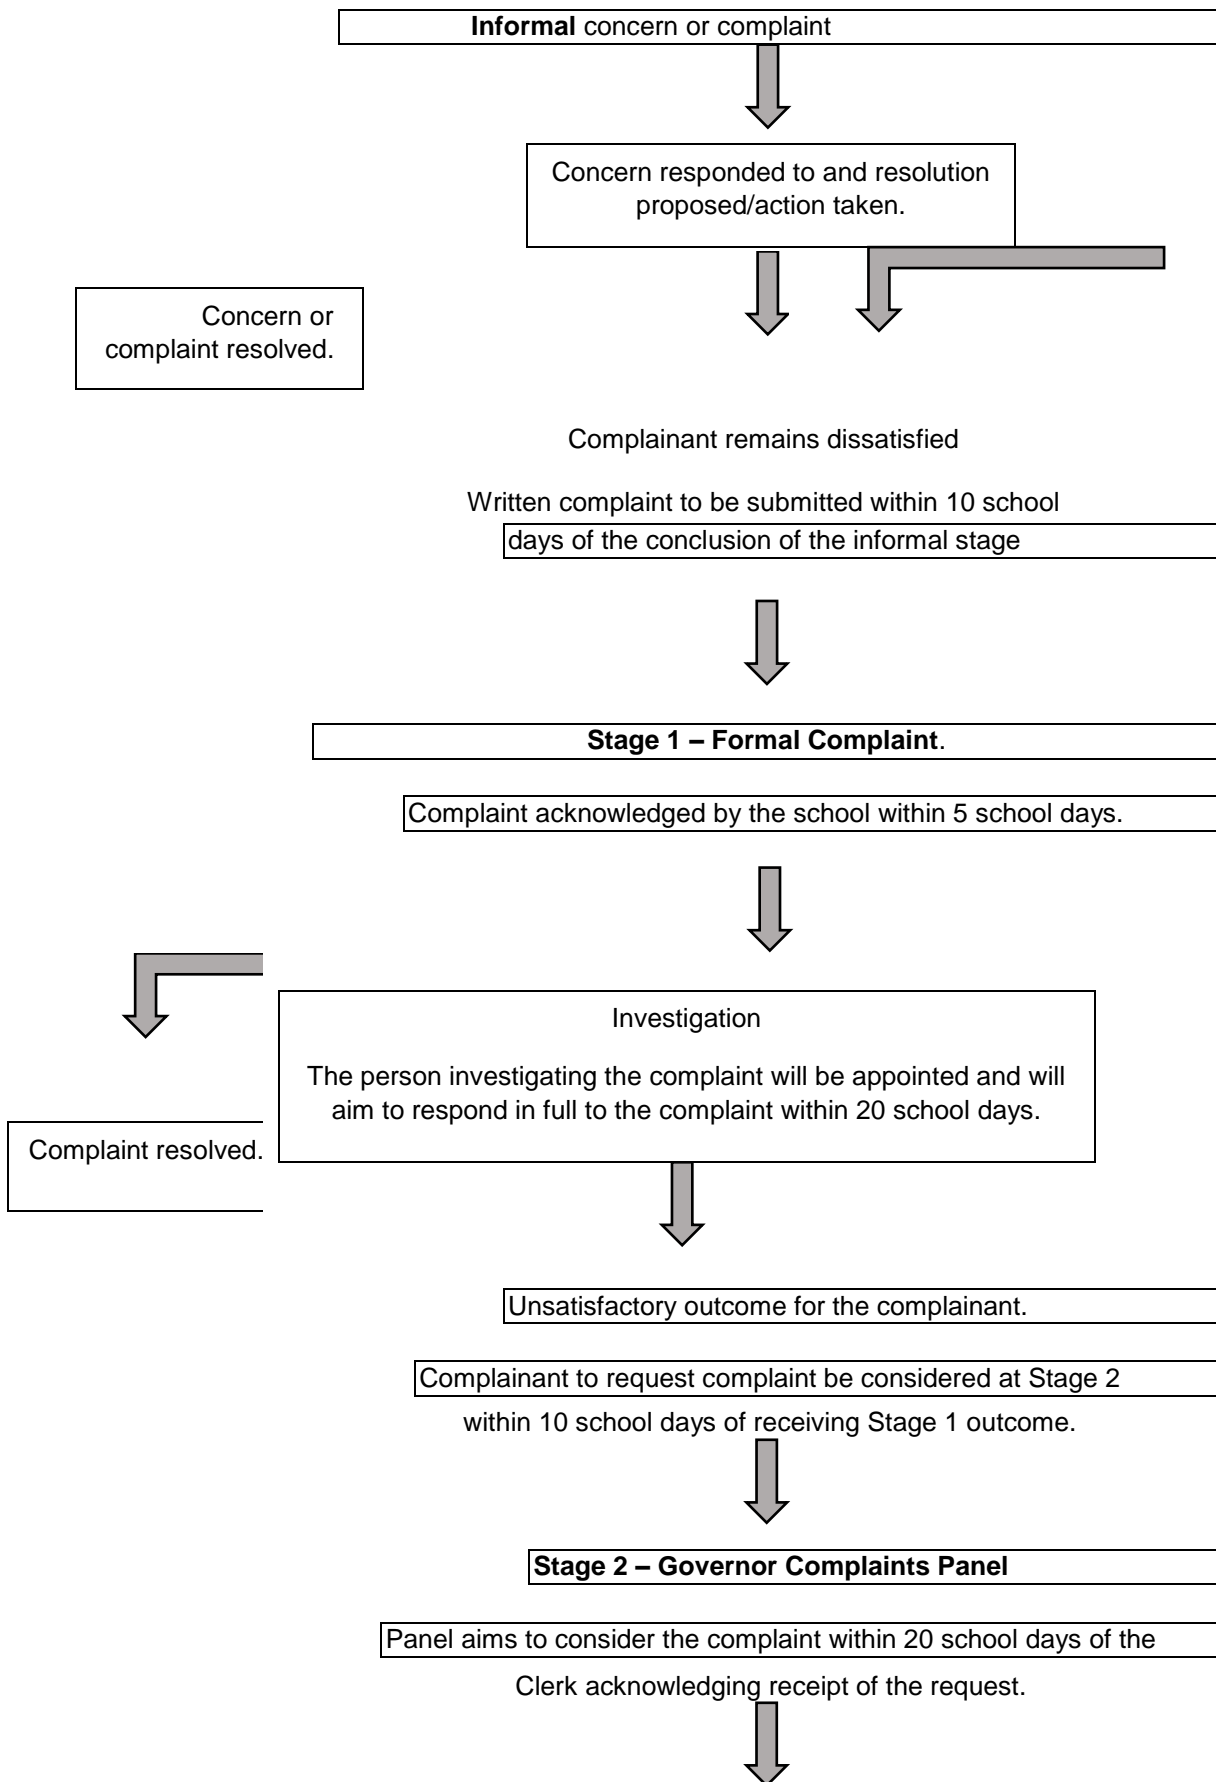 Informal concern or complaint
Concern responded to and resolution
proposed/action taken.
Concern or
complaint resolved.
Complainant remains dissatisfied
Written complaint to be submitted within 10 school
days of the conclusion of the informal stage
Stage 1 – Formal Complaint.
Complaint acknowledged by the school within 5 school days.
Investigation
The person investigating the complaint will be appointed and will
aim to respond in full to the complaint within 20 school days.
Complaint resolved.
Unsatisfactory outcome for the complainant.
Complainant to request complaint be considered at Stage 2
within 10 school days of receiving Stage 1 outcome.
Stage 2 – Governor Complaints Panel
Panel aims to consider the complaint within 20 school days of the
Clerk acknowledging receipt of the request.